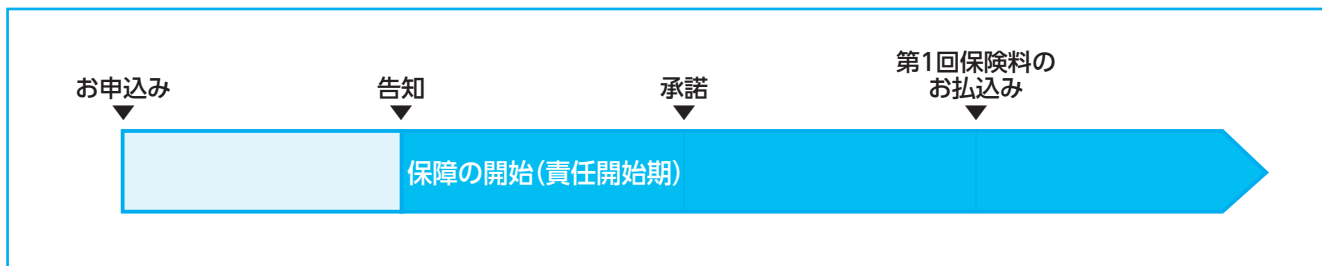 お申込み
告知
承諾
第1回保険料の
お払込み
保障の開始(責任開始期)